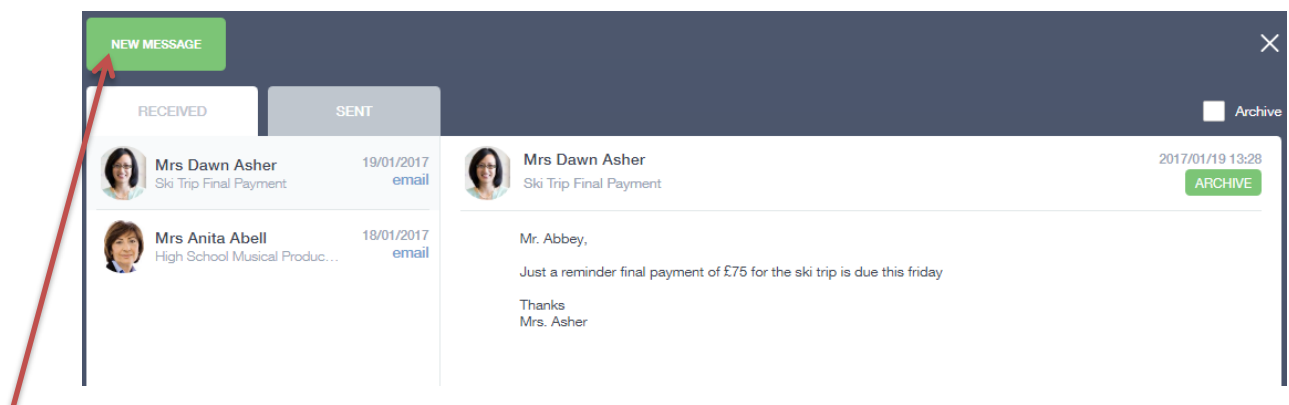 NEW MESSAGE
RECEIVED
SENT
Archive
Mrs Dawn Asher
19/01/2017
Ski Trip Final Payment
email
Mrs Anita Abell
18/01/2017
High School Musical Produc...
email
Mrs Dawn Asher
2017/01/19 13:28
Ski Trip Final Payment
ARCHIVE
Mr. Abbey,
Just a reminder final payment of £75 for the ski trip is due this friday
Thanks
Mrs. Asher